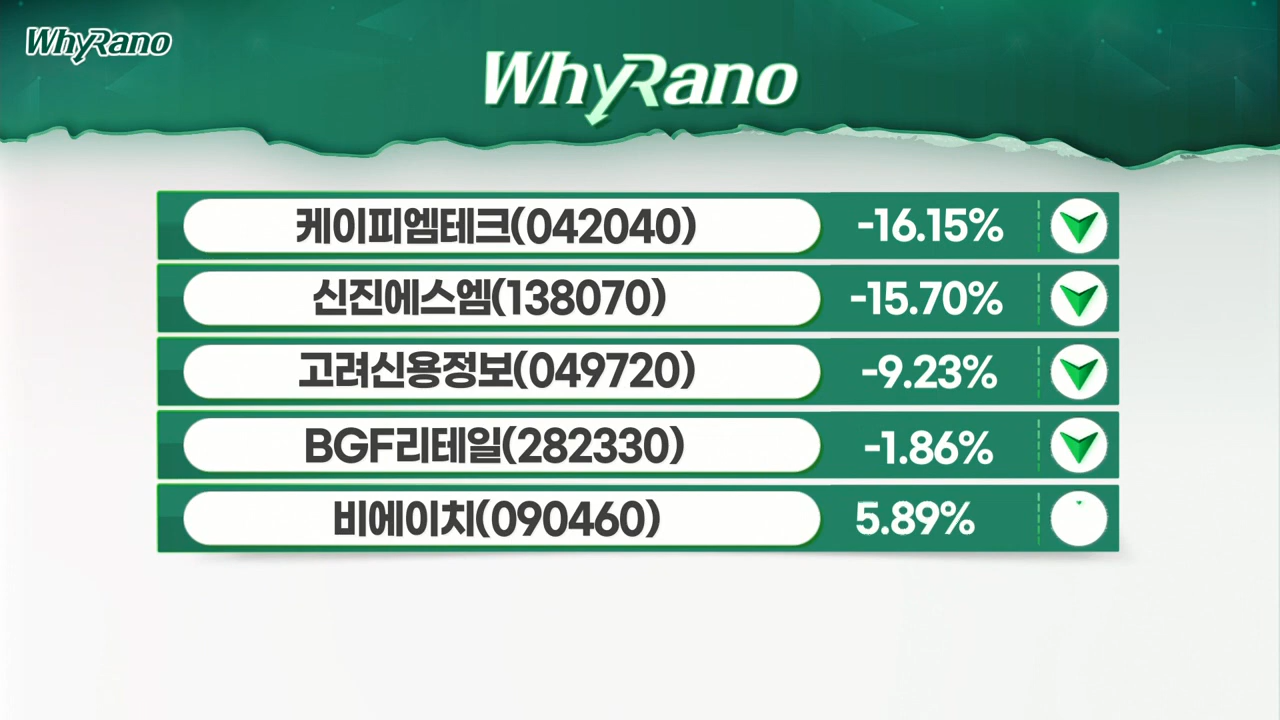 WhyRano
WhyRano
케이피엠테크(042040) -16.15%
신진에스엠(138070) -15.70%
고려신용정보(049720) -9.23%
BGF리테일(282330) -1.86%
비에이치(090460) 5.89%